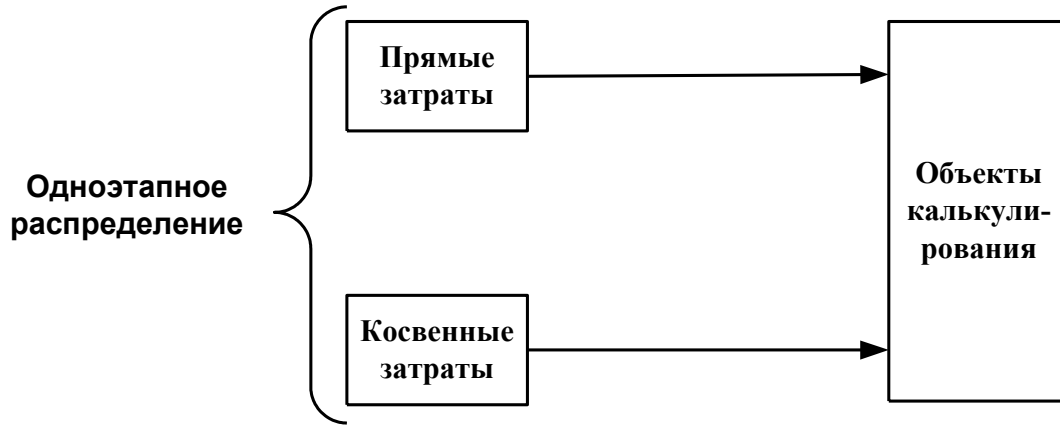 Одноэтапное
распределение
Прямые
затраты
Косвенные
затраты
Объекты
калькули-
рования